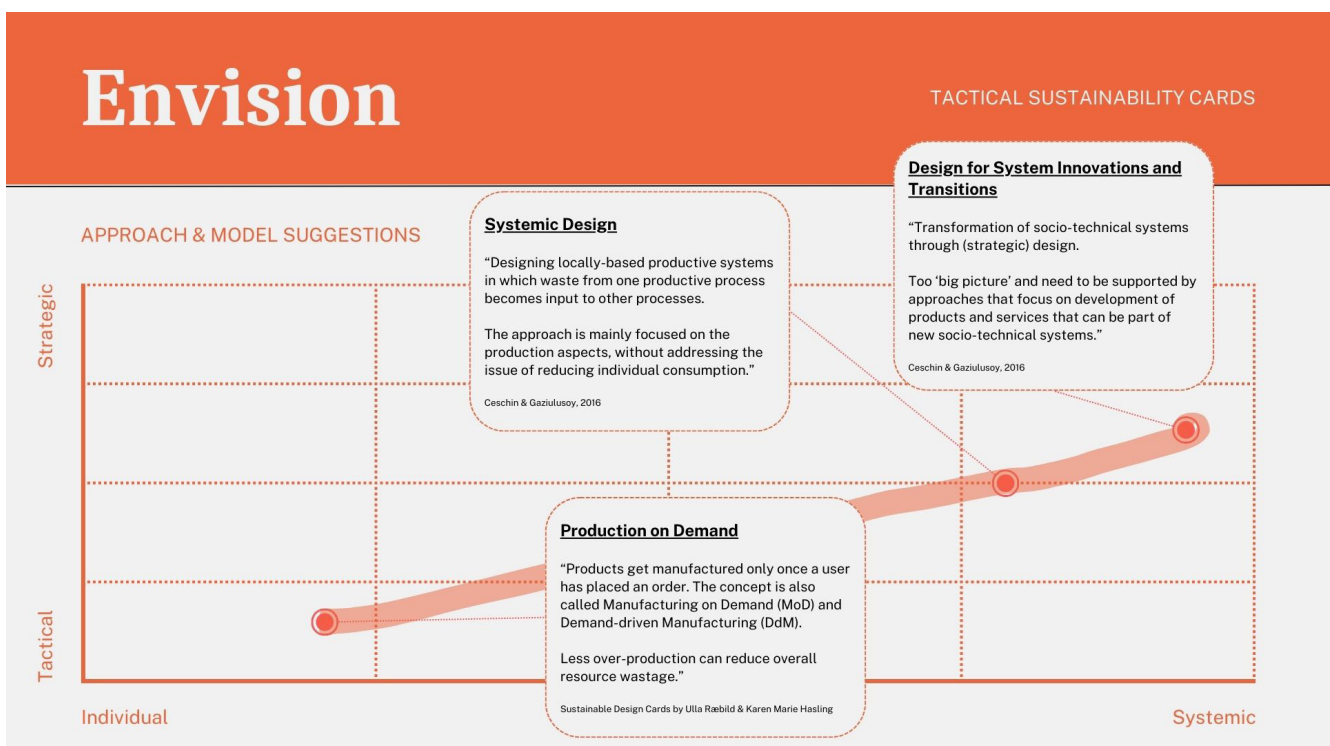 Envision
TACTICAL SUSTAINABILITY CARDS
APPROACH & MODEL SUGGESTIONS
Strategic
Tactical
Individual
Systemic
Systemic Design
“Designing locally-based productive systems
in which waste from one productive process
becomes input to other processes.
The approach is mainly focused on the
production aspects, without addressing the
issue of reducing individual consumption.”
Ceschin & Gaziulusoy, 2016
Design for System Innovations and
Transitions
“Transformation of socio-technical systems
through (strategic) design.
Too ‘big picture’ and need to be supported by
approaches that focus on development of
products and services that can be part of
new socio-technical systems.”
Ceschin & Gaziulusoy, 2016
Production on Demand
“Products get manufactured only once a user
has placed an order. The concept is also
called Manufacturing on Demand (MoD) and
Demand-driven Manufacturing (DdM).
Less over-production can reduce overall
resource wastage.”
Sustainable Design Cards by Ulla Ræbild & Karen Marie Hasling